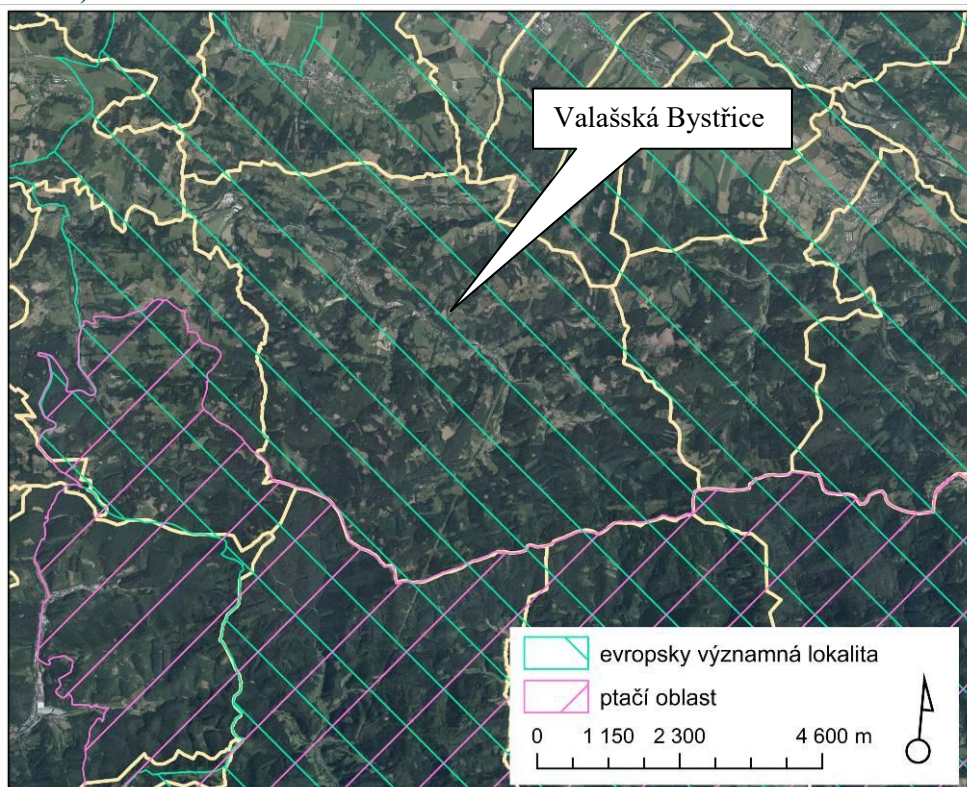 Valašská Bystřice
evropsky významná lokalita
ptačí oblast
0 1 150 2 300 4 600 m